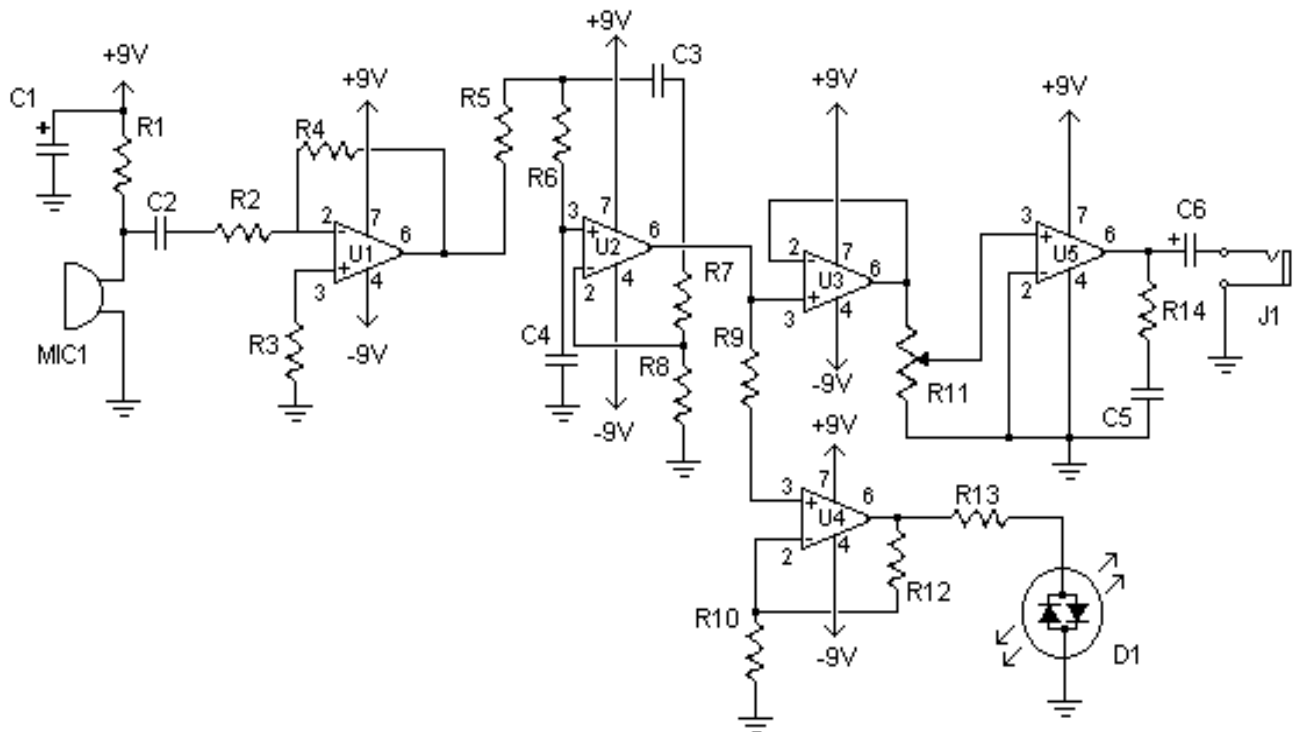 +9V
C1
+
R1
MIC1
C2
R2
R4
+9V
2
-
7
6
U1
+
3
4
-9V
R3
R5
R6
+9V
C3
3
+
7
6
U2
-
2
4
-9V
C4
R7
R8
R9
+9V
2
-
7
6
U3
+
3
4
-9V
R11
+9V
3
+
7
6
U5
-
2
4
C6
+
R14
C5
J1
+9V
3
+
7
6
U4
-
2
4
-9V
R10
R12
R13
D1